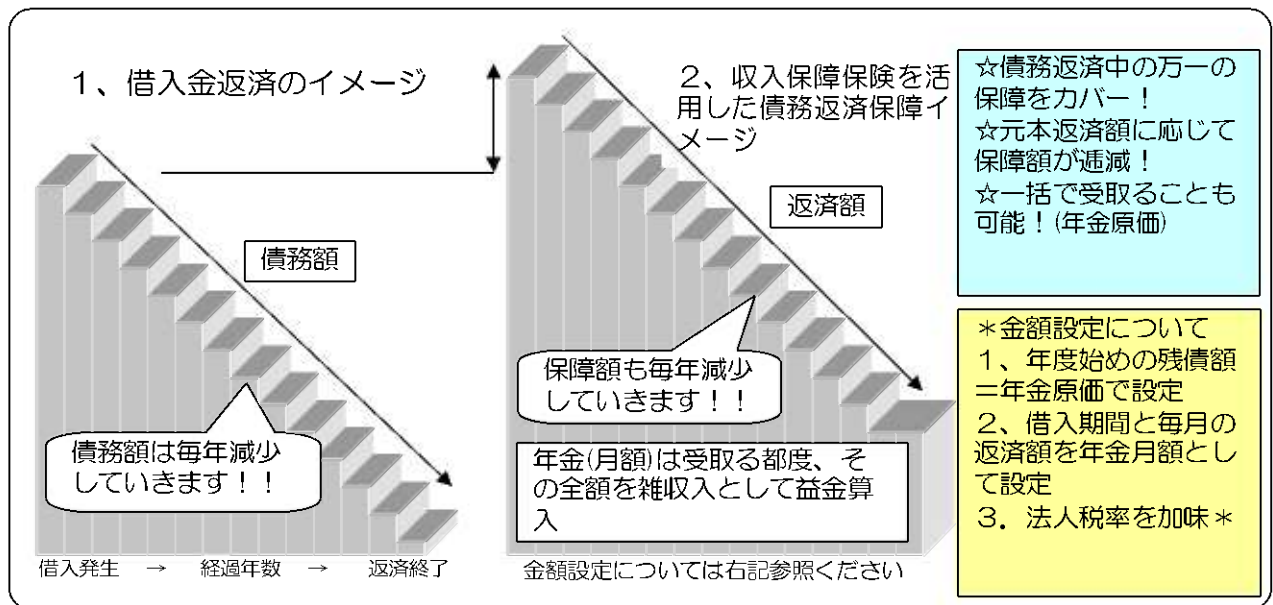 1、借入金返済のイメージ
債務額
債務額は毎年減少
していきます！！
借入発生 → 経過年数 → 返済終了
2、収入保障保険を活
用した債務返済保障イ
メージ
返済額
保障額も毎年減少
していきます！！
年金(月額)は受取る都度、そ
の全額を雑収入として益金算
入
金額設定については右記参照ください
☆債務返済中の万一の
保障をカバー！
☆元本返済額に応じて
保障額が逓減！
☆一括で受取ることも
可能！(年金原価)
＊金額設定について
1、年度始めの残債額
＝年金原価で設定
2、借入期間と毎月の
返済額を年金月額とし
て設定
3．法人税率を加味＊